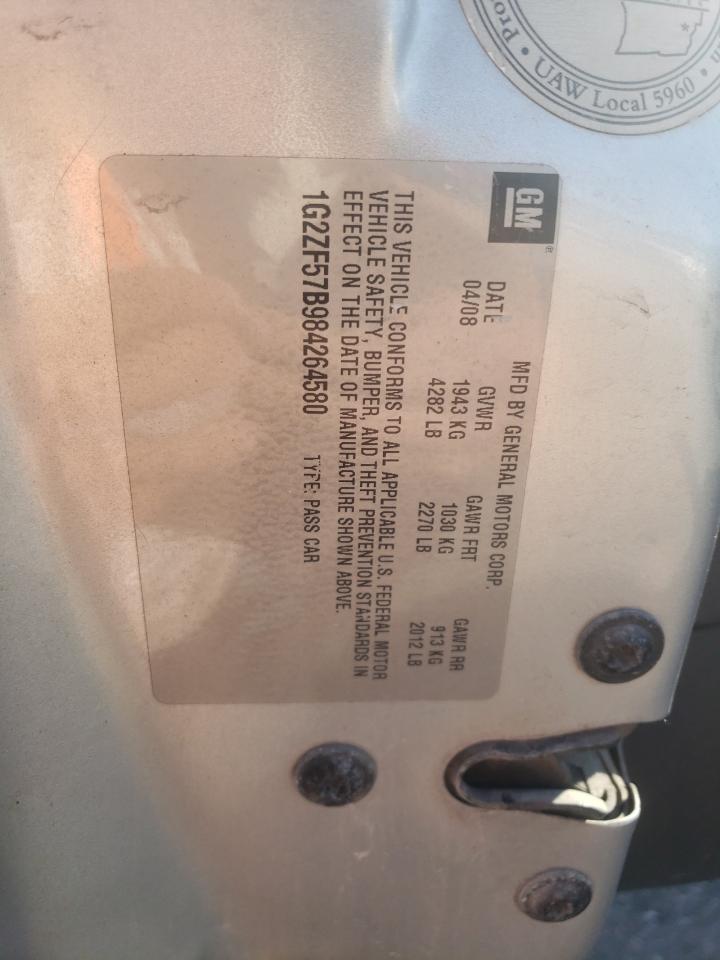 Pro
• UAW Local 5960 •
GM
®
MFD BY GENERAL MOTORS CORP.
DATE GVWR GAWR FRT GAWR RR
04/08 1943 KG 1030 KG 913 KG
4282 LB 2270 LB 2012 LB
THIS VEHICLE CONFORMS TO ALL APPLICABLE U.S. FEDERAL MOTOR
VEHICLE SAFETY, BUMPER, AND THEFT PREVENTION STANDARDS IN
EFFECT ON THE DATE OF MANUFACTURE SHOWN ABOVE.
1G2ZF57B984264580 TYPE: PASS CAR